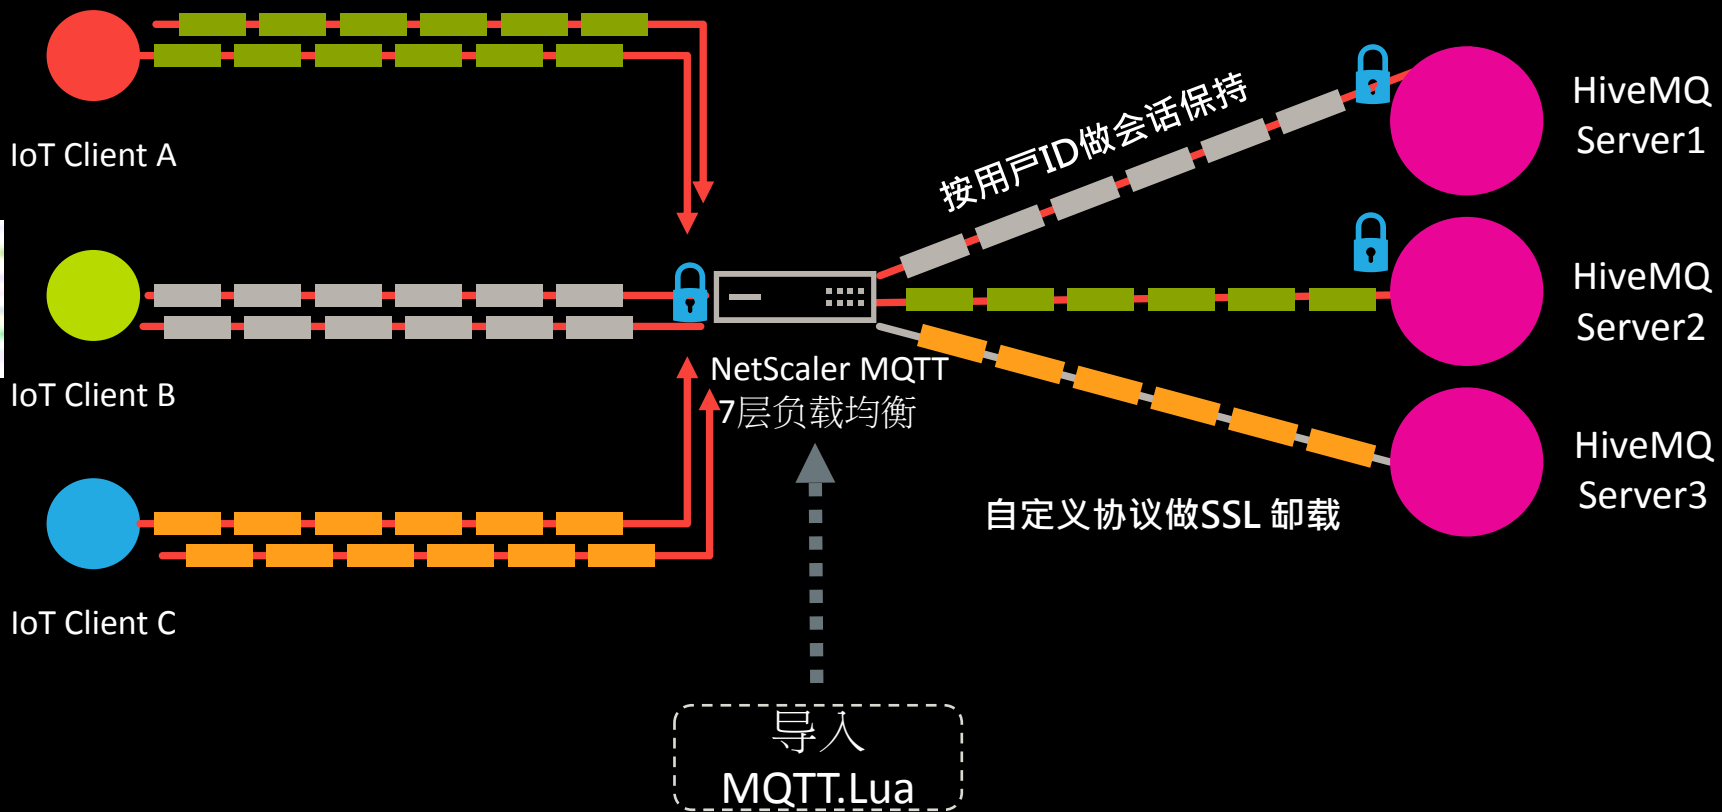 IoT Client A
按用戸ID做会话保持
HiveMQ
Server1
IoT Client B
NetScaler MQTT
7层负载均衡
HiveMQ
Server2
IoT Client C
自定义协议做SSL 卸载
HiveMQ
Server3
导入
MQTT.Lua